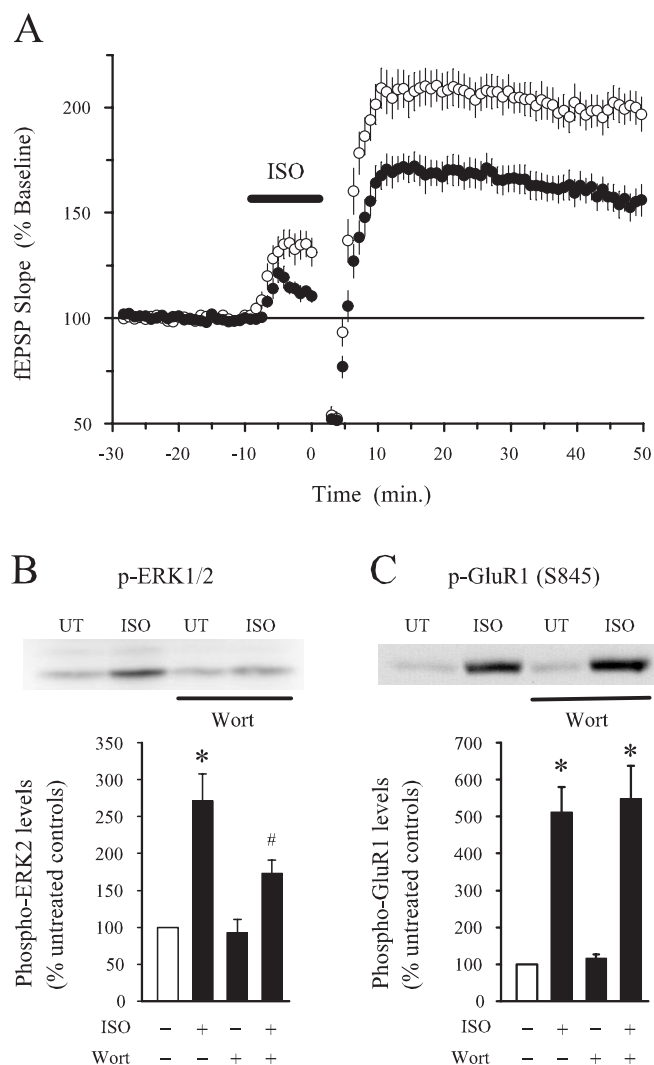 A
fEPSP Slope (% Baseline)
200
150
100
50
ISO
-30 -20 -10 0 10 20 30 40 50
Time (min.)
B
p-ERK1/2
UT ISO UT ISO
Wort
Phospho-ERK2 levels
(% untreated controls)
350
300
250
200
150
100
50
0
*
#
ISO – + – +
Wort – – + +
C
p-GluR1 (S845)
UT ISO UT ISO
Wort
Phospho-GluR1 levels
(% untreated controls)
700
600
500
400
300
200
100
0
*
*
ISO – + – +
Wort – – + +